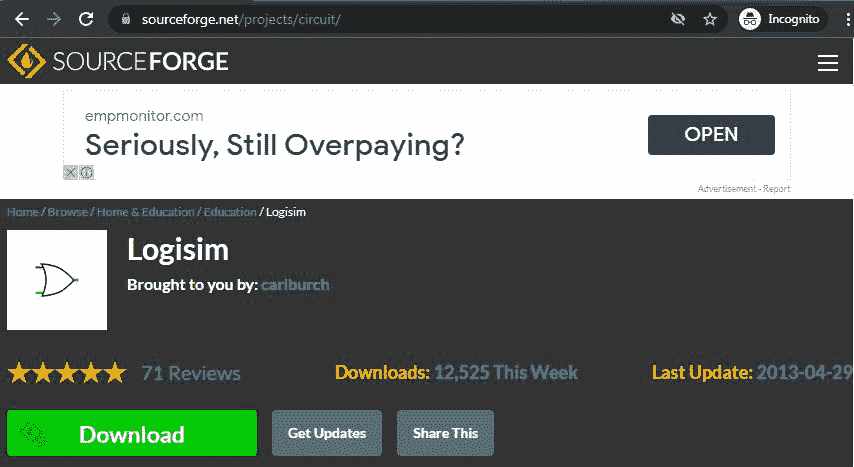 sourceforge.net/projects/circuit/
Incognito
SOURCEFORGE
empmonitor.com
Seriously, Still Overpaying?
OPEN
Advertisement - Report
Home / Browse / Home & Education / Education / Logisim
Logisim
Brought to you by: carlburch
71 Reviews
Downloads: 12,525 This Week
Last Update: 2013-04-29
Download
Get Updates
Share This